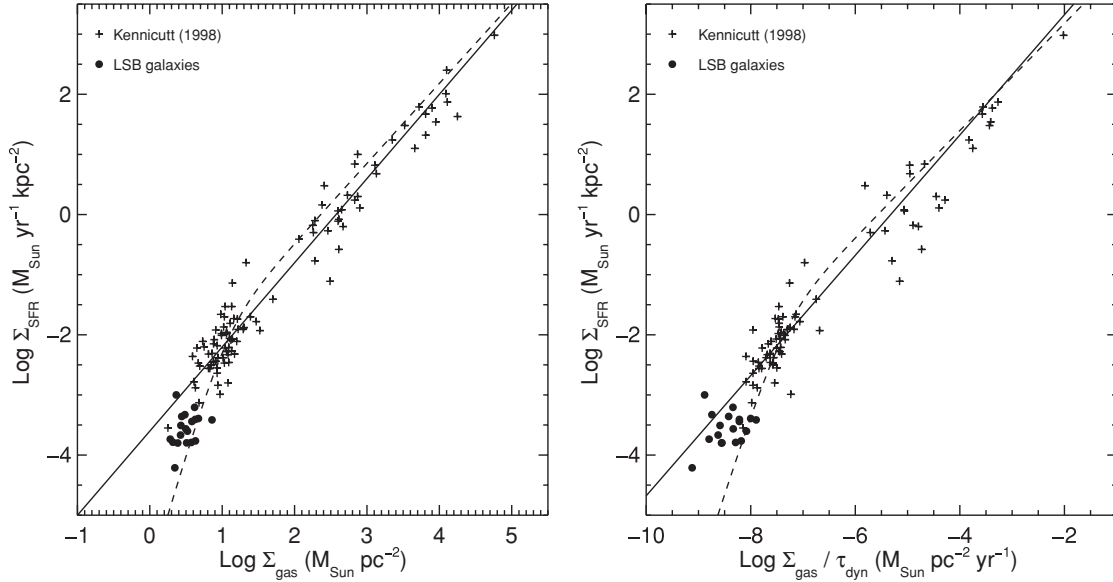 + Kennicutt (1998)
● LSB galaxies
2
0
−2
−4
Log Σ_SFR (M_Sun yr⁻¹ kpc⁻²)
−1 0 1 2 3 4 5
Log Σ_gas (M_Sun pc⁻²)
+ Kennicutt (1998)
● LSB galaxies
2
0
−2
−4
Log Σ_SFR (M_Sun yr⁻¹ kpc⁻²)
−10 −8 −6 −4 −2
Log Σ_gas / τ_dyn (M_Sun pc⁻² yr⁻¹)